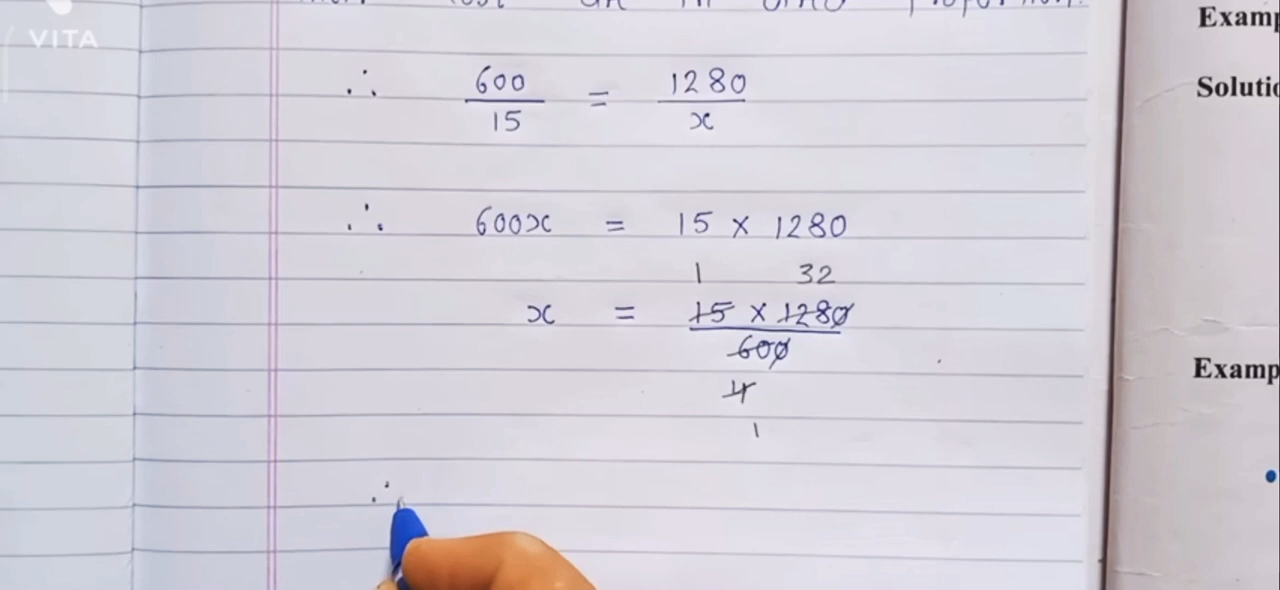 VITA
∴ 600/15 = 1280/x
∴ 600x = 15 × 1280
1 32
x = 15 × 1280
600
4
1
∴
Examp
Solutio
Examp